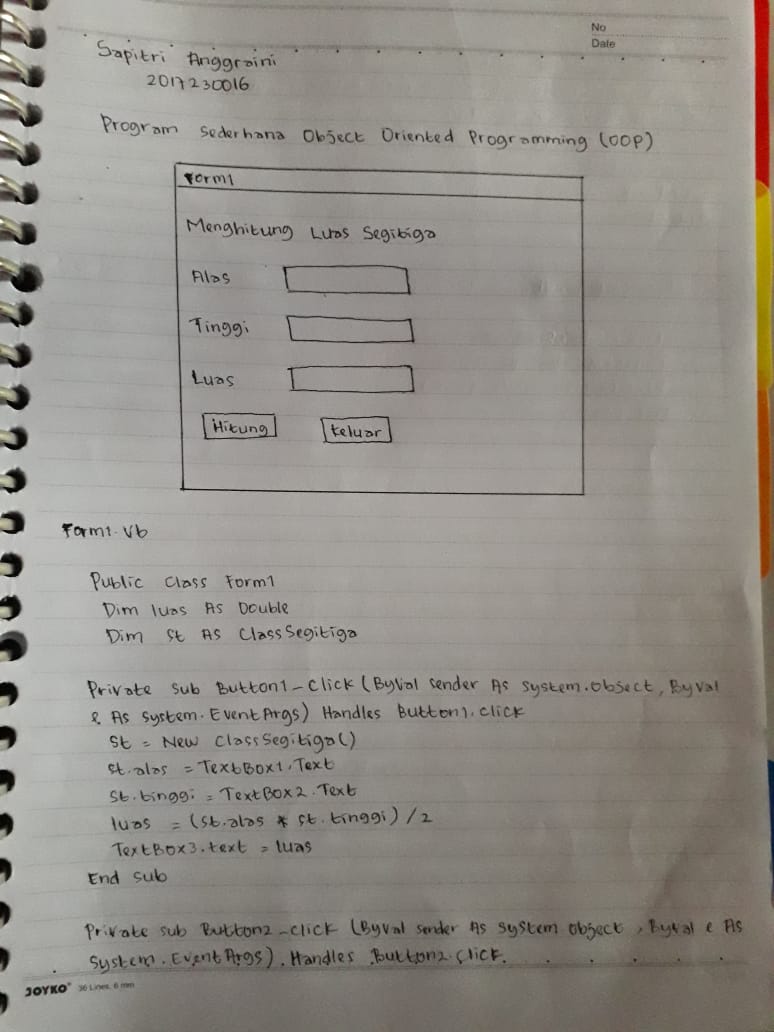 No
Date
Sapitri Anggraini
2017230016
Program Sederhana Object Oriented Programming (OOP)
Form1
Menghitung Luas Segitiga
Alas
Tinggi
Luas
Hitung
Keluar
Form1.vb
Public Class Form1
Dim luas As Double
Dim St As ClassSegitiga
Private Sub Button1_Click (ByVal sender As System.Object, ByVal
e As System.EventArgs) Handles Button1.Click
St = New ClassSegitiga()
st.alas = TextBox1.Text
St.tinggi = TextBox2.Text
luas = (st.alas * st.tinggi) / 2
TextBox3.text = luas
End Sub
Private Sub Button2_Click (ByVal sender As System Object, ByVal e As
System.EventArgs). Handles Button2.Click.
JOYKO 36 Lines, 6 mm